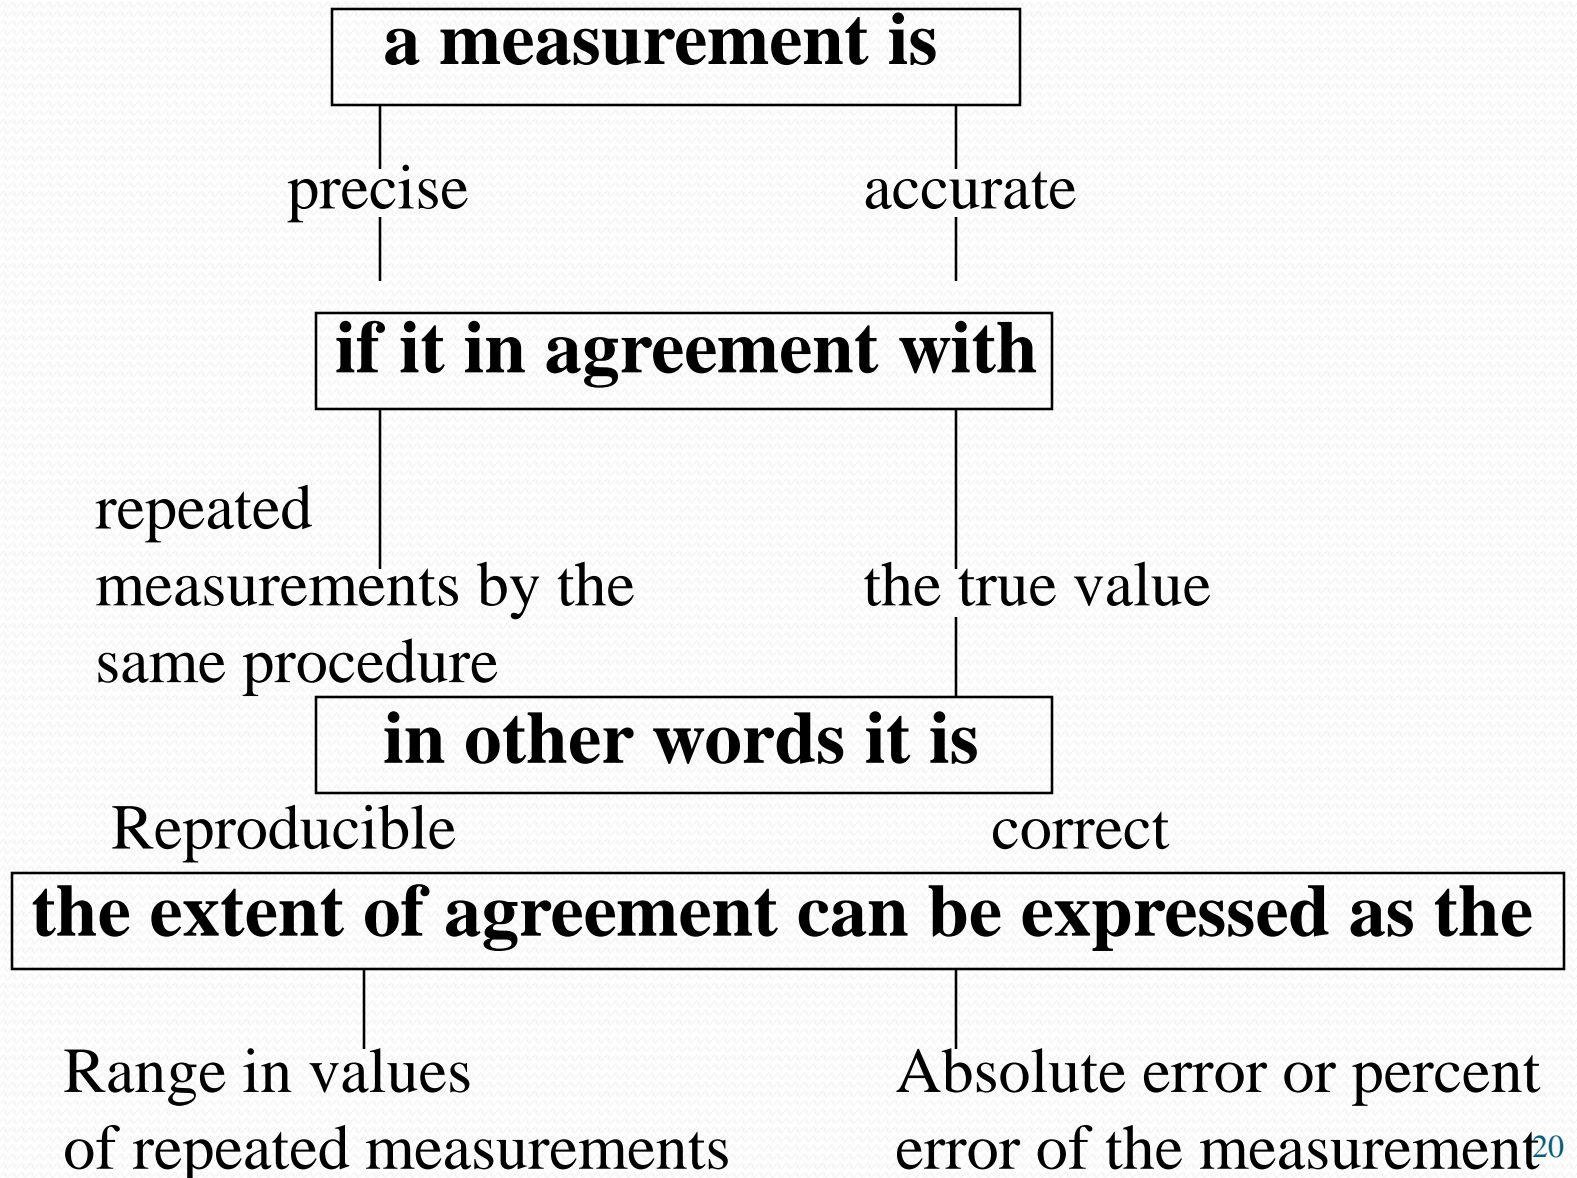 a measurement is
precise accurate
if it in agreement with
repeated
measurements by the the true value
same procedure
in other words it is
Reproducible correct
the extent of agreement can be expressed as the
Range in values Absolute error or percent
of repeated measurements error of the measurement
20